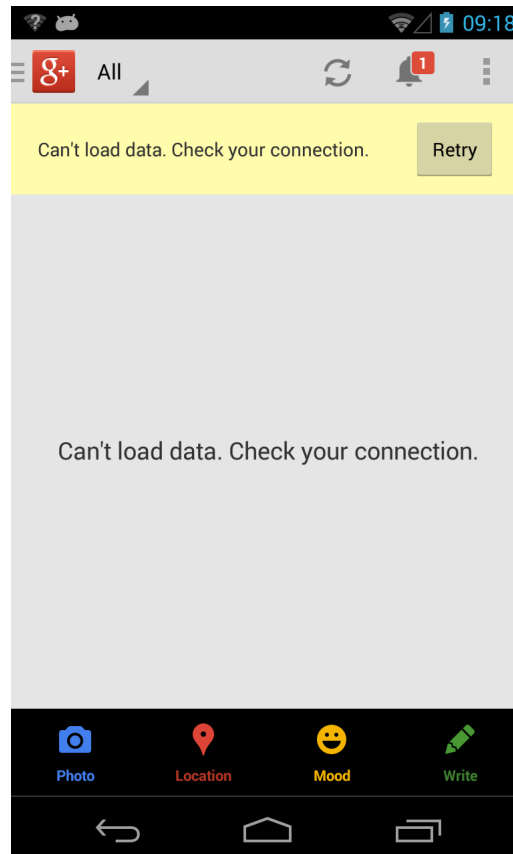 09:18
g+ All 1
Can't load data. Check your connection. Retry
Can't load data. Check your connection.
Photo Location Mood Write